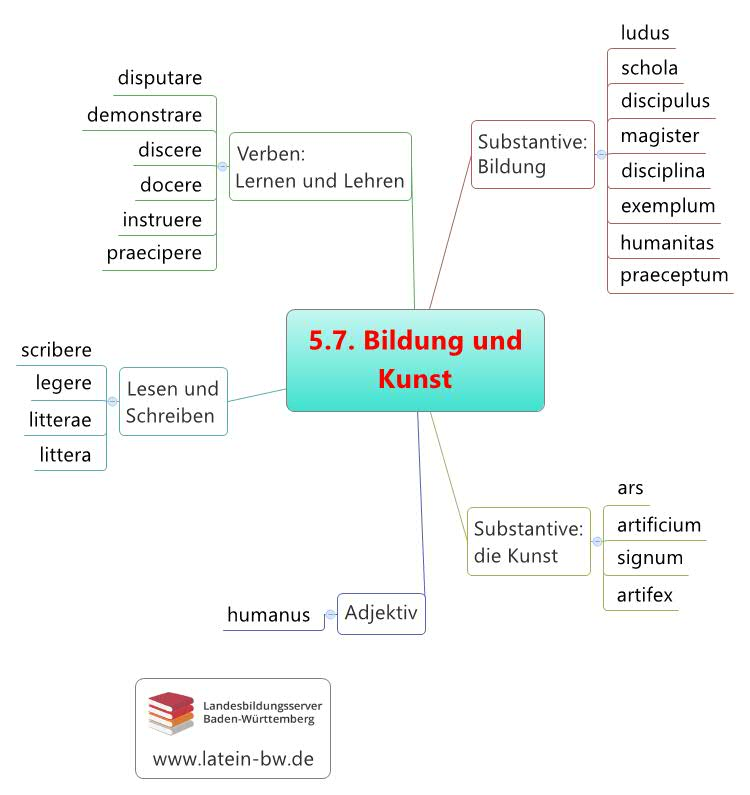 5.7. Bildung und
Kunst
Verben:
Lernen und Lehren
disputare
demonstrare
discere
docere
instruere
praecipere
Substantive:
Bildung
ludus
schola
discipulus
magister
disciplina
exemplum
humanitas
praeceptum
Lesen und
Schreiben
scribere
legere
litterae
littera
Substantive:
die Kunst
ars
artificium
signum
artifex
Adjektiv
humanus
Landesbildungsserver
Baden-Württemberg
www.latein-bw.de